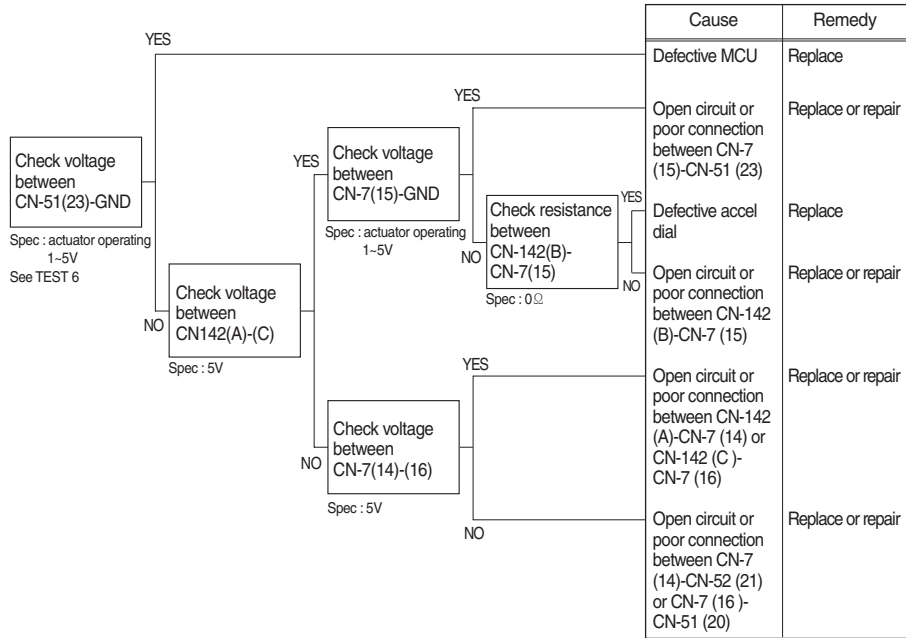 Cause Remedy
YES
Defective MCU Replace
YES
Open circuit or Replace or repair
poor connection
between CN-7
(15)-CN-51 (23)
Check voltage
between
CN-51(23)-GND
Spec : actuator operating
1~5V
See TEST 6
YES
Check voltage
between
CN-7(15)-GND
Spec : actuator operating
1~5V
NO
Check resistance
between
CN-142(B)-
CN-7(15)
Spec : 0Ω
YES
Defective accel Replace
dial
NO
Open circuit or Replace or repair
poor connection
between CN-142
(B)-CN-7 (15)
NO
Check voltage
between
CN142(A)-(C)
Spec : 5V
YES
Open circuit or Replace or repair
poor connection
between CN-142
(A)-CN-7 (14) or
CN-142 (C )-
CN-7 (16)
NO
Check voltage
between
CN-7(14)-(16)
Spec : 5V
NO
Open circuit or Replace or repair
poor connection
between CN-7
(14)-CN-52 (21)
or CN-7 (16 )-
CN-51 (20)